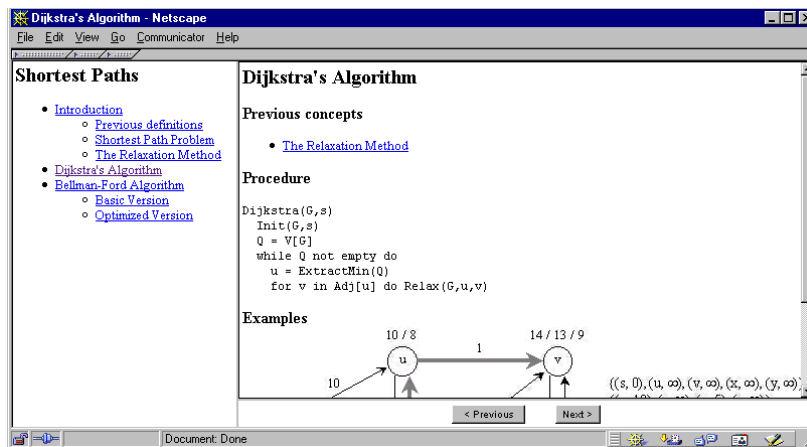 Dijkstra's Algorithm - Netscape
File Edit View Go Communicator Help
Shortest Paths
Introduction
Previous definitions
Shortest Path Problem
The Relaxation Method
Dijkstra's Algorithm
Bellman-Ford Algorithm
Basic Version
Optimized Version
Dijkstra's Algorithm
Previous concepts
The Relaxation Method
Procedure
Dijkstra(G,s)
Init(G,s)
Q = V[G]
while Q not empty do
u = ExtractMin(Q)
for v in Adj[u] do Relax(G,u,v)
Examples
10 / 8 14 / 13 / 9
1
u v
10
((s, 0), (u, ∞), (v, ∞), (x, ∞), (y, ∞)
< Previous Next >
Document: Done